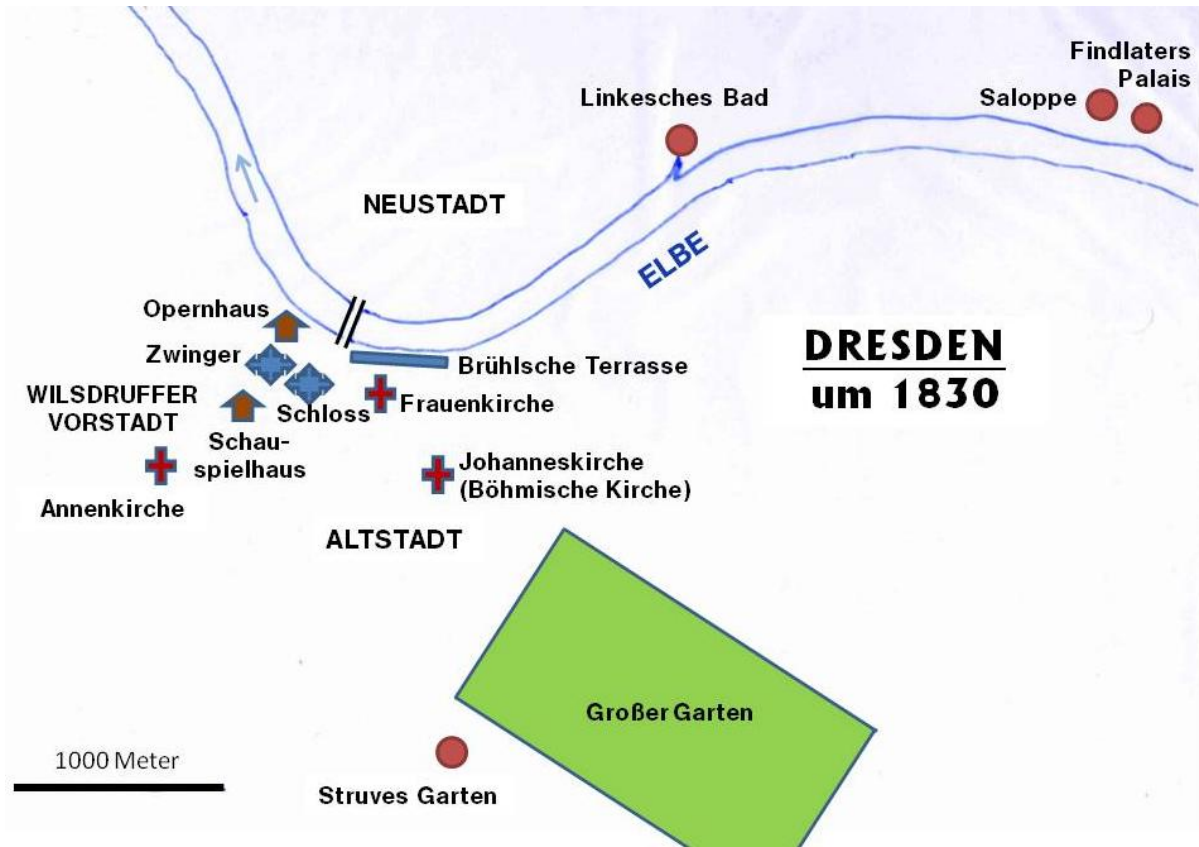 Findlaters
Palais
Linkesches Bad
Saloppe
NEUSTADT
ELBE
Opernhaus
Zwinger
Brühlsche Terrasse
DRESDEN
um 1830
WILSDRUFFER
VORSTADT
Schloss
Frauenkirche
Schau-
spielhaus
Johanneskirche
(Böhmische Kirche)
Annenkirche
ALTSTADT
Großer Garten
1000 Meter
Struves Garten